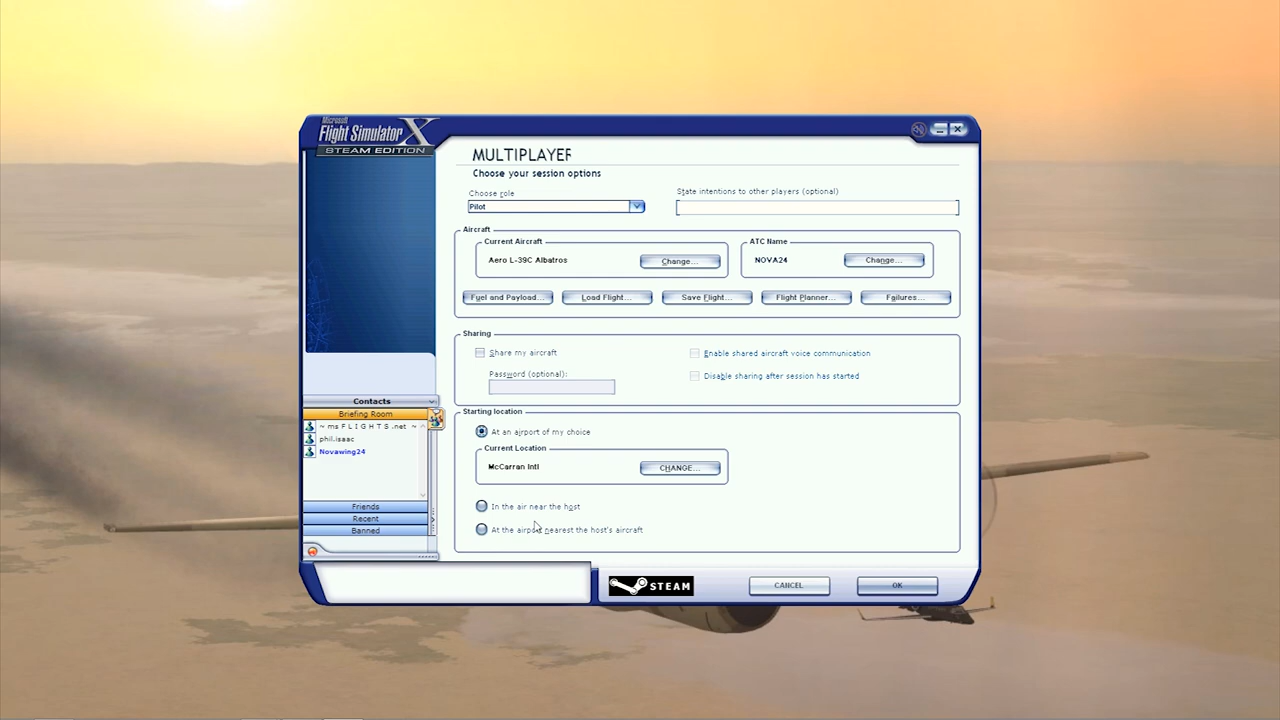 Microsoft
Flight Simulator X
STEAM EDITION
MULTIPLAYER
Choose your session options
Choose role
State intentions to other players (optional)
Pilot
Aircraft
Current Aircraft
ATC Name
Aero L-39C Albatros
Change...
NOVA24
Change...
Fuel and Payload...
Load Flight...
Save Flight...
Flight Planner...
Failures...
Sharing
Share my aircraft
Enable shared aircraft voice communication
Password (optional):
Disable sharing after session has started
Contacts
Briefing Room
~ ms F L I G H T S .net ~
phil.isaac
Novawing24
Friends
Recent
Banned
Starting location
At an airport of my choice
Current Location
McCarran Intl
CHANGE...
In the air near the host
At the airport nearest the host's aircraft
STEAM
CANCEL
OK